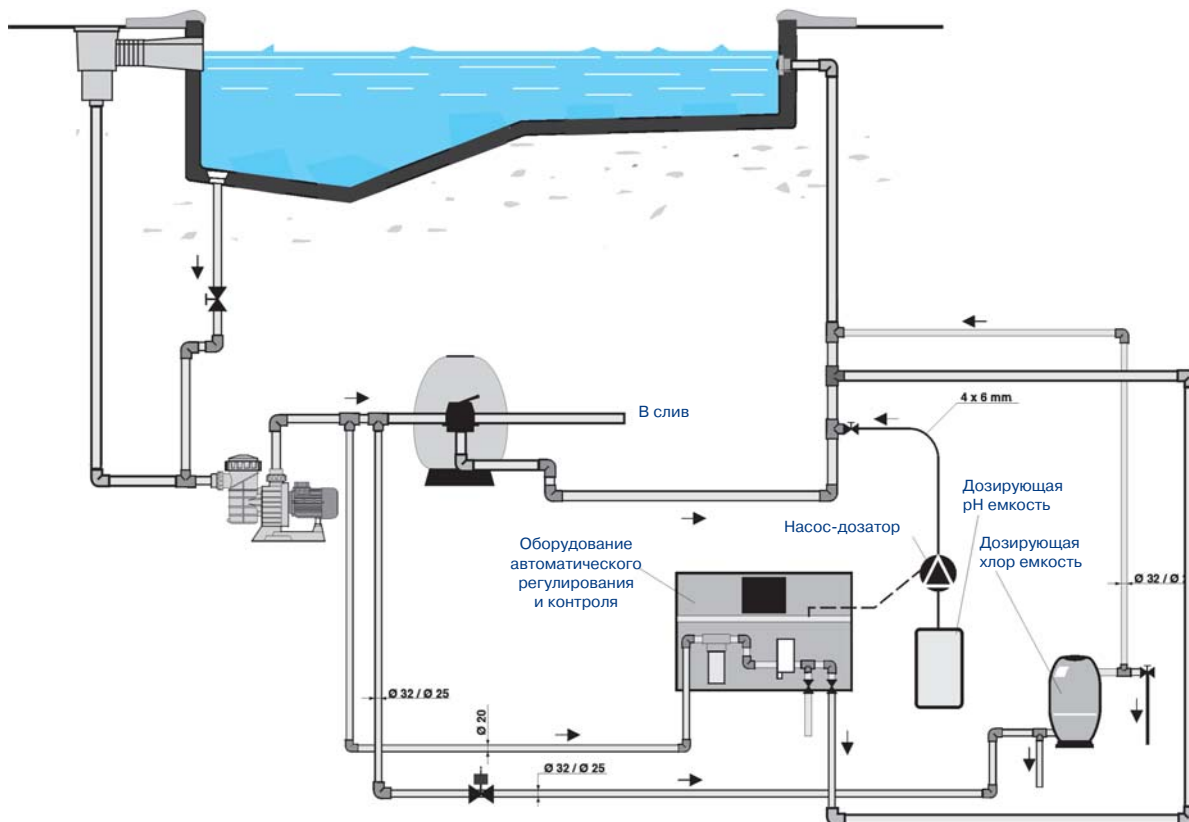 В слив
4 x 6 mm
Дозирующая
pH емкость
Насос-дозатор
Дозирующая
хлор емкость
Оборудование
автоматического
регулирования
и контроля
Ø 32 / Ø
Ø 32 / Ø 25
Ø 20
Ø 32 / Ø 25